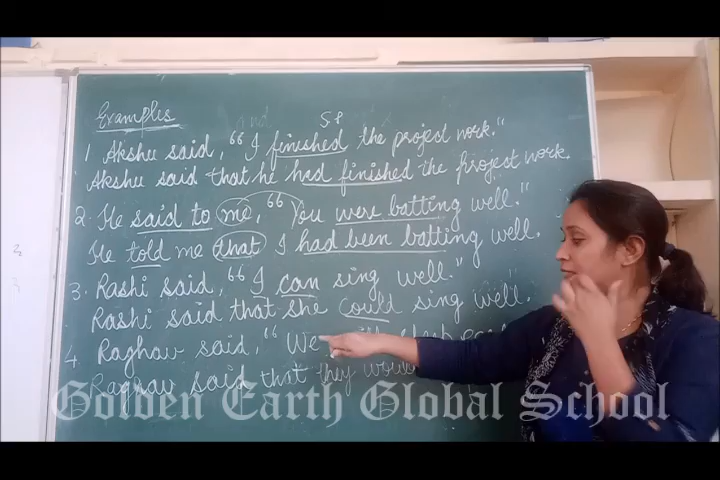 Examples
SP
1 Akshu said, "I finished the project work."
Akshu said that he had finished the project work.
2. He said to me, "You were batting well."
He told me that I had been batting well.
3. Rashi said, "I can sing well."
Rashi said that she could sing well.
4. Raghav said, "We
Raghav said that they would
Golden Earth Global School